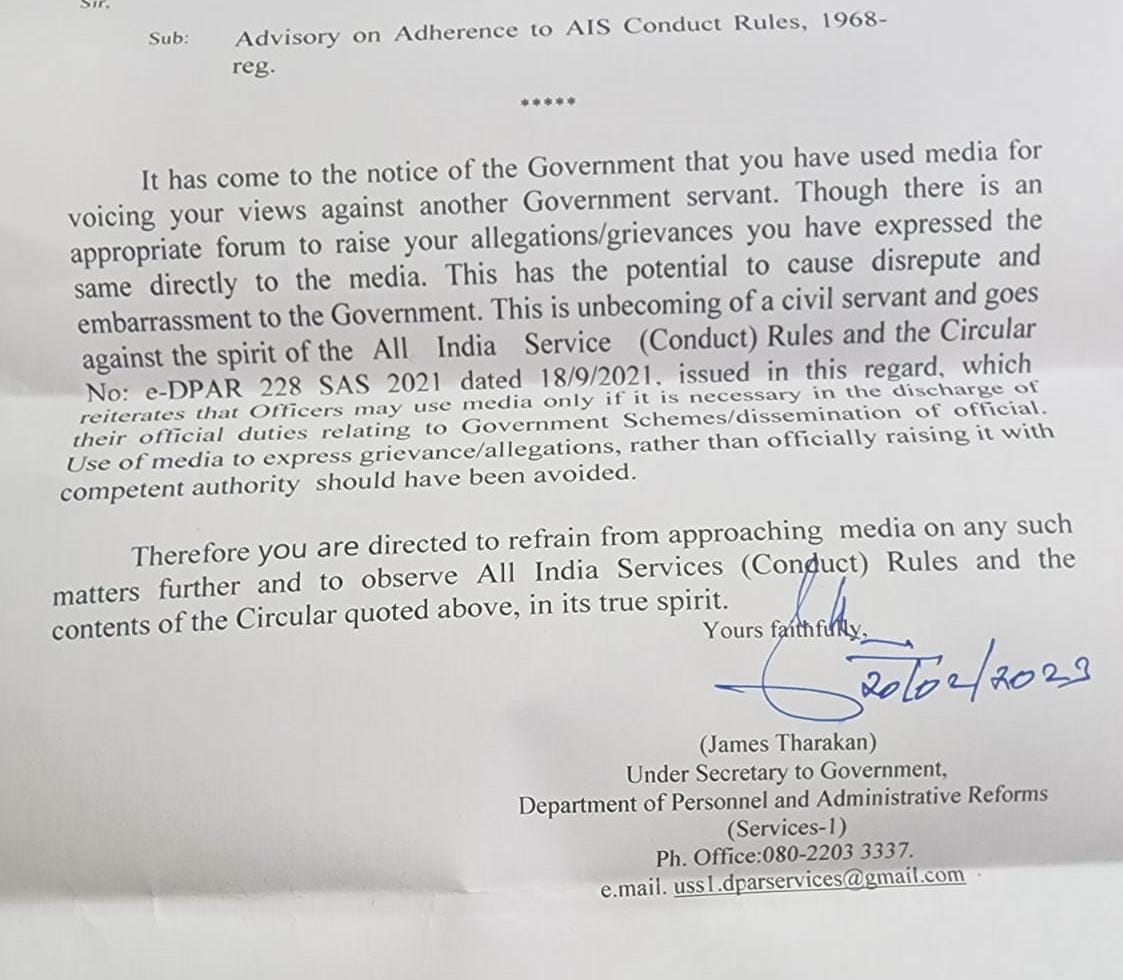 Sir,
Sub: Advisory on Adherence to AIS Conduct Rules, 1968-
reg.
*****
It has come to the notice of the Government that you have used media for
voicing your views against another Government servant. Though there is an
appropriate forum to raise your allegations/grievances you have expressed the
same directly to the media. This has the potential to cause disrepute and
embarrassment to the Government. This is unbecoming of a civil servant and goes
against the spirit of the All India Service (Conduct) Rules and the Circular
No: e-DPAR 228 SAS 2021 dated 18/9/2021. issued in this regard, which
reiterates that Officers may use media only if it is necessary in the discharge of
their official duties relating to Government Schemes/dissemination of official.
Use of media to express grievance/allegations, rather than officially raising it with
competent authority should have been avoided.
Therefore you are directed to refrain from approaching media on any such
matters further and to observe All India Services (Conduct) Rules and the
contents of the Circular quoted above, in its true spirit.
Yours faithfully,
20/02/2023
(James Tharakan)
Under Secretary to Government,
Department of Personnel and Administrative Reforms
(Services-1)
Ph. Office:080-2203 3337.
e.mail. uss1.dparservices@gmail.com